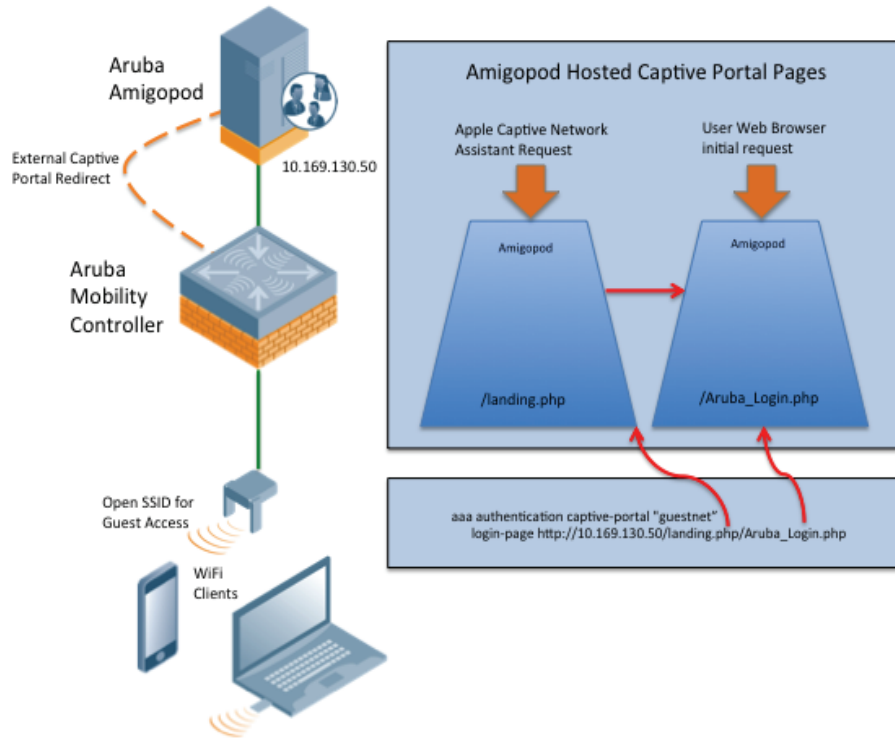 Aruba
Amigopod
External Captive
Portal Redirect
10.169.130.50
Aruba
Mobility
Controller
Open SSID for
Guest Access
WiFi
Clients
Amigopod Hosted Captive Portal Pages
Apple Captive Network
Assistant Request
User Web Browser
initial request
Amigopod
/landing.php
Amigopod
/Aruba_Login.php
aaa authentication captive-portal "guestnet"
login-page http://10.169.130.50/landing.php/Aruba_Login.php